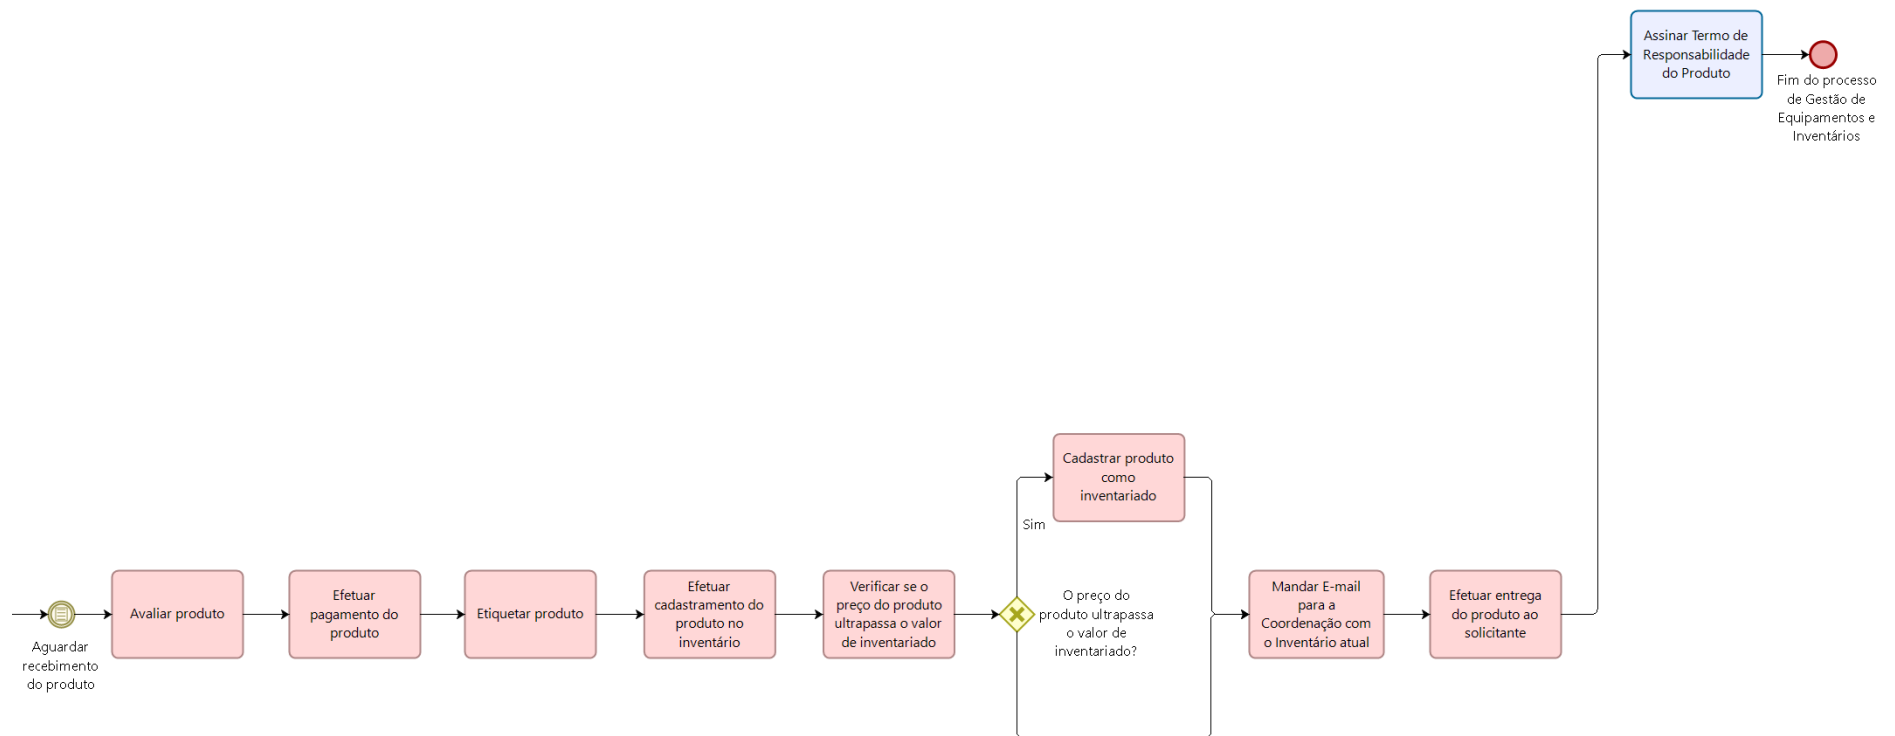 Assinar Termo de
Responsabilidade
do Produto
Fim do processo
de Gestão de
Equipamentos e
Inventários
Aguardar
recebimento
do produto
Avaliar produto
Efetuar
pagamento do
produto
Etiquetar produto
Efetuar
cadastramento do
produto no
inventário
Verificar se o
preço do produto
ultrapassa o valor
de inventariado
Sim
O preço do
produto ultrapassa
o valor de
inventariado?
Cadastrar produto
como
inventariado
Mandar E-mail
para a
Coordenação com
o Inventário atual
Efetuar entrega
do produto ao
solicitante